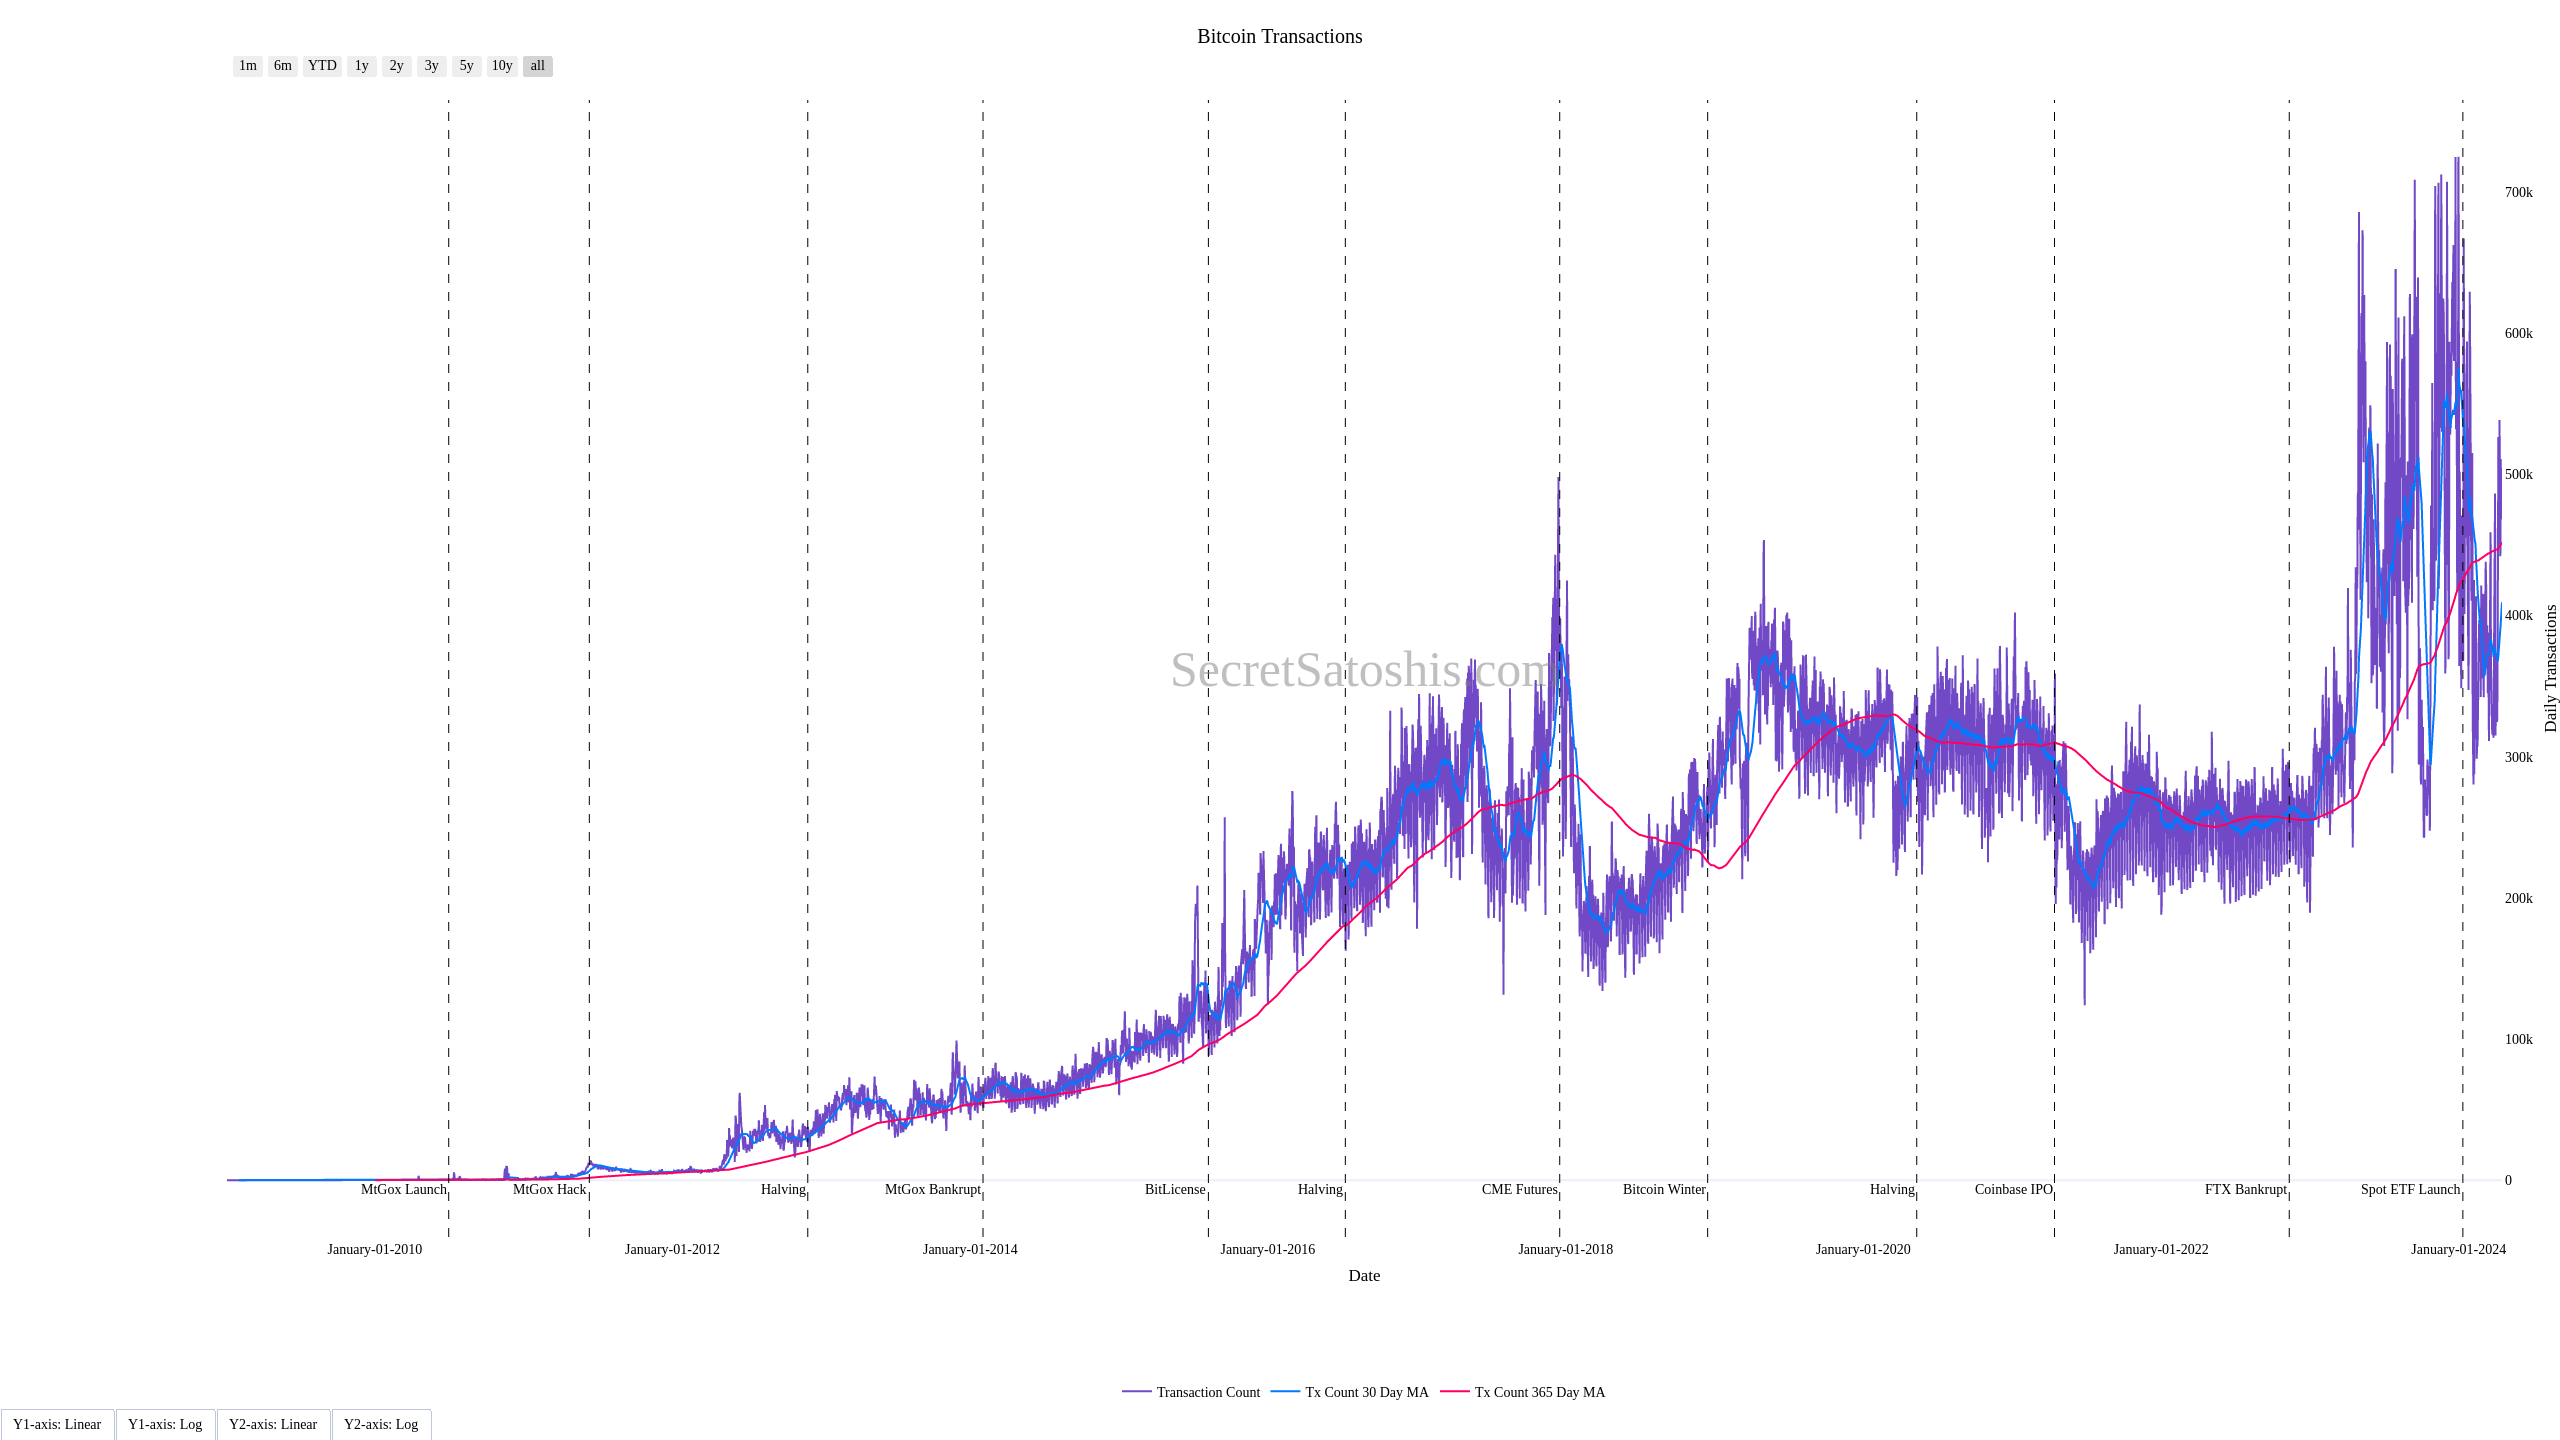 Bitcoin Transactions
1m 6m YTD 1y 2y 3y 5y 10y all
700k
600k
500k
400k
300k
200k
100k
0
Daily Transactions
SecretSatoshis.com
MtGox Launch MtGox Hack Halving MtGox Bankrupt BitLicense Halving CME Futures Bitcoin Winter Halving Coinbase IPO FTX Bankrupt Spot ETF Launch
January-01-2010 January-01-2012 January-01-2014 January-01-2016 January-01-2018 January-01-2020 January-01-2022 January-01-2024
Date
Transaction Count Tx Count 30 Day MA Tx Count 365 Day MA
Y1-axis: Linear Y1-axis: Log Y2-axis: Linear Y2-axis: Log